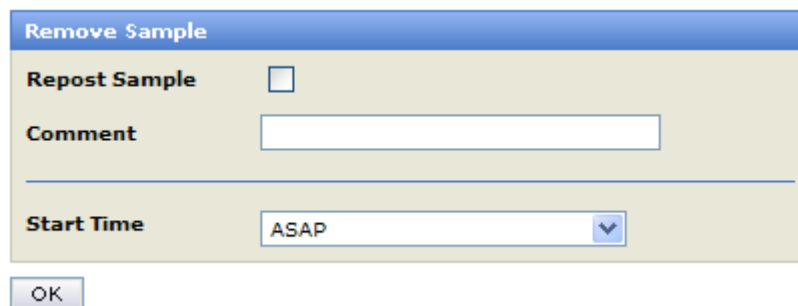 Remove Sample
Repost Sample
Comment
Start Time ASAP
OK